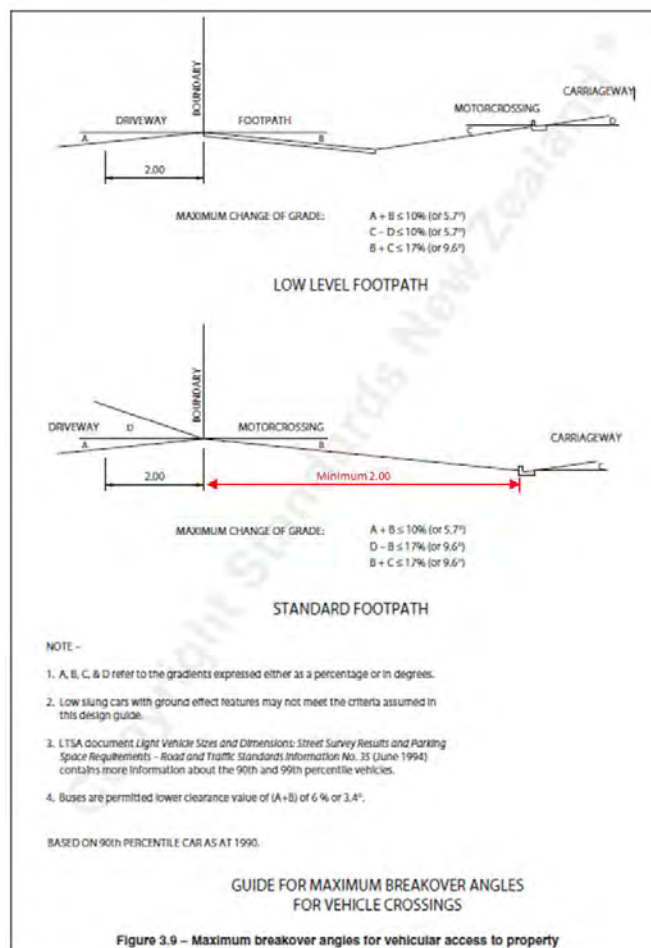 BOUNDARY
CARRIAGEWAY
MOTORCROSSING
DRIVEWAY
FOOTPATH
A
B
C
D
2.00
MAXIMUM CHANGE OF GRADE:
A + B ≤ 10% (or 5.7°)
C – D ≤ 10% (or 5.7°)
B + C ≤ 17% (or 9.6°)
LOW LEVEL FOOTPATH
BOUNDARY
DRIVEWAY
D
MOTORCROSSING
A
B
CARRIAGEWAY
C
2.00
Minimum 2.00
MAXIMUM CHANGE OF GRADE:
A + B ≤ 10% (or 5.7°)
D – B ≤ 17% (or 9.6°)
B + C ≤ 17% (or 9.6°)
STANDARD FOOTPATH
NOTE –
1. A, B, C, & D refer to the gradients expressed either as a percentage or in degrees.
2. Low slung cars with ground effect features may not meet the criteria assumed in
this design guide.
3. LTSA document Light Vehicle Sizes and Dimensions: Street Survey Results and Parking
Space Requirements – Road and Traffic Standards Information No. 35 (June 1994)
contains more information about the 90th and 99th percentile vehicles.
4. Buses are permitted lower clearance value of (A+B) of 6 % or 3.4°.
BASED ON 90th PERCENTILE CAR AS AT 1990.
GUIDE FOR MAXIMUM BREAKOVER ANGLES
FOR VEHICLE CROSSINGS
Figure 3.9 – Maximum breakover angles for vehicular access to property
Copyright Standards New Zealand